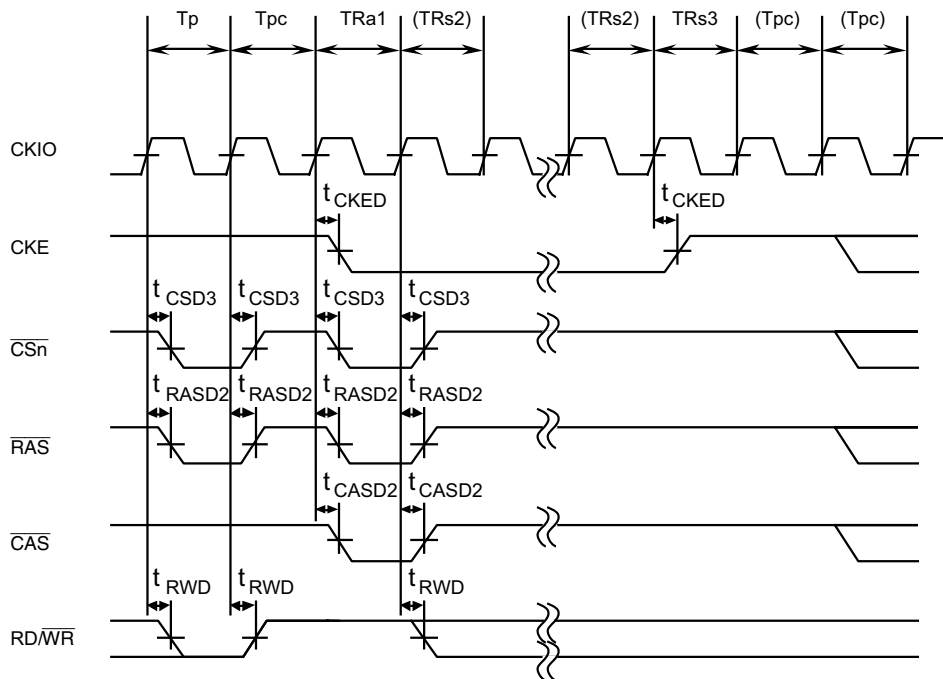 Tp Tpc TRa1 (TRs2) (TRs2) TRs3 (Tpc) (Tpc)
CKIO
tCKED tCKED
CKE
tCSD3 tCSD3 tCSD3 tCSD3
CSn
tRASD2 tRASD2 tRASD2 tRASD2
RAS
tCASD2 tCASD2
CAS
tRWD tRWD tRWD
RD/WR